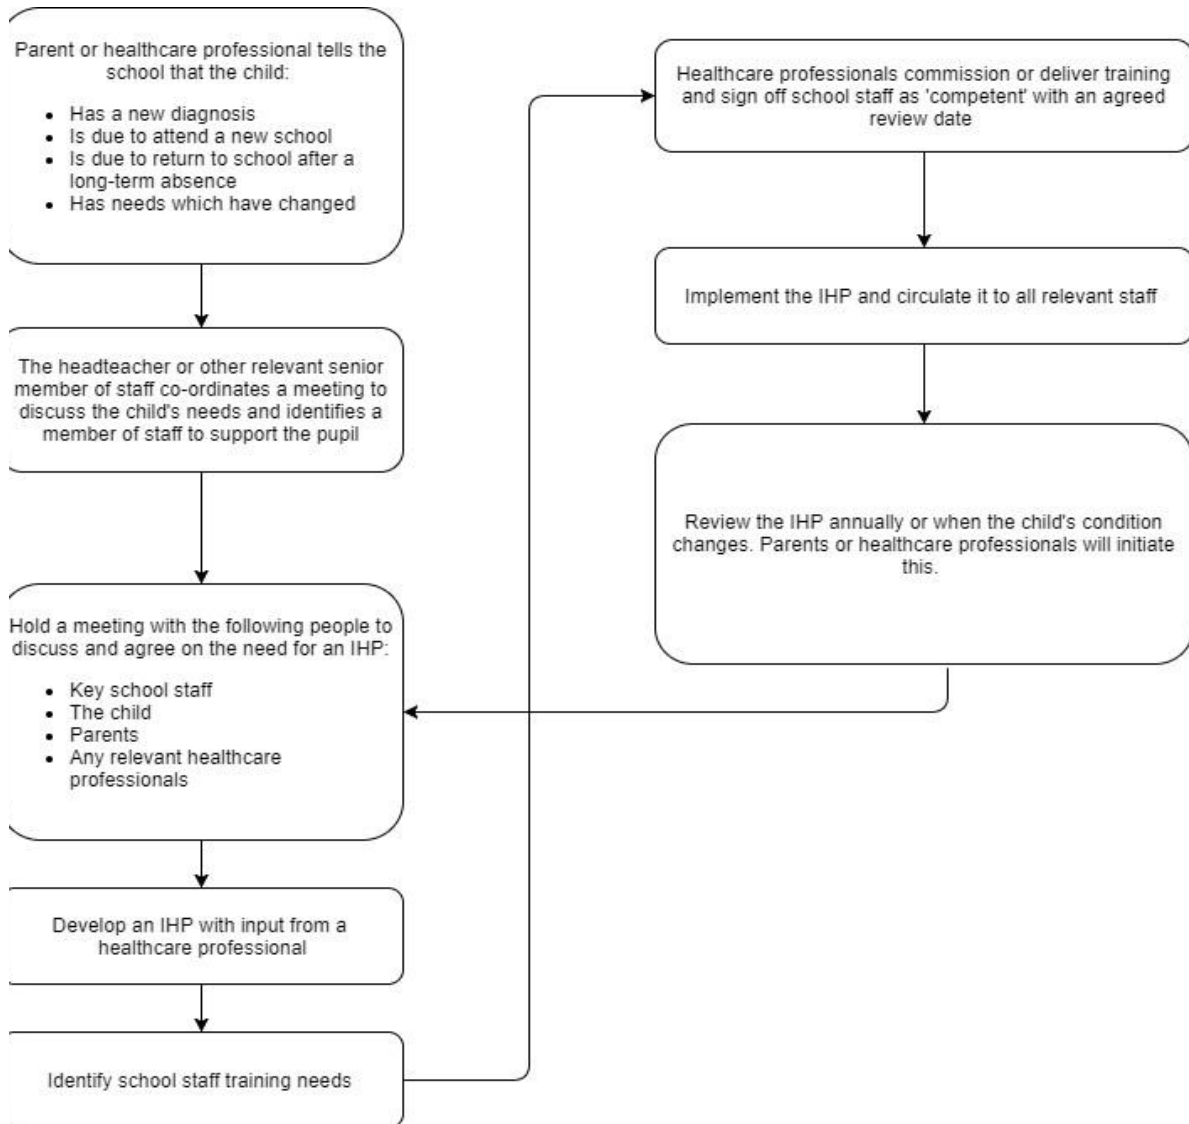 Parent or healthcare professional tells the
school that the child:
• Has a new diagnosis
• Is due to attend a new school
• Is due to return to school after a
long-term absence
• Has needs which have changed
The headteacher or other relevant senior
member of staff co-ordinates a meeting to
discuss the child's needs and identifies a
member of staff to support the pupil
Hold a meeting with the following people to
discuss and agree on the need for an IHP:
• Key school staff
• The child
• Parents
• Any relevant healthcare
professionals
Develop an IHP with input from a
healthcare professional
Identify school staff training needs
Healthcare professionals commission or deliver training
and sign off school staff as 'competent' with an agreed
review date
Implement the IHP and circulate it to all relevant staff
Review the IHP annually or when the child's condition
changes. Parents or healthcare professionals will initiate
this.